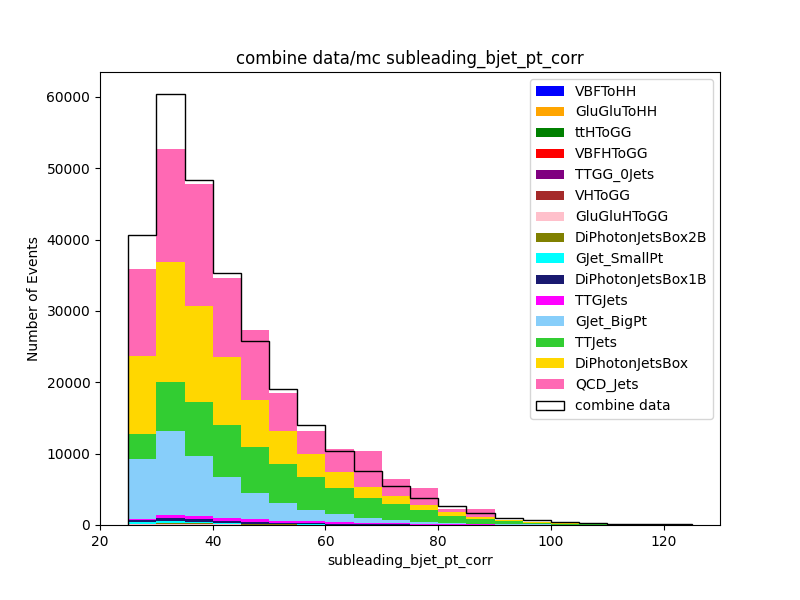 combine data/mc subleading_bjet_pt_corr
60000
50000
40000
30000
20000
10000
0
Number of Events
20
40
60
80
100
120
subleading_bjet_pt_corr
VBFToHH
GluGluToHH
ttHToGG
VBFHToGG
TTGG_0Jets
VHToGG
GluGluHToGG
DiPhotonJetsBox2B
GJet_SmallPt
DiPhotonJetsBox1B
TTGJets
GJet_BigPt
TTJets
DiPhotonJetsBox
QCD_Jets
combine data